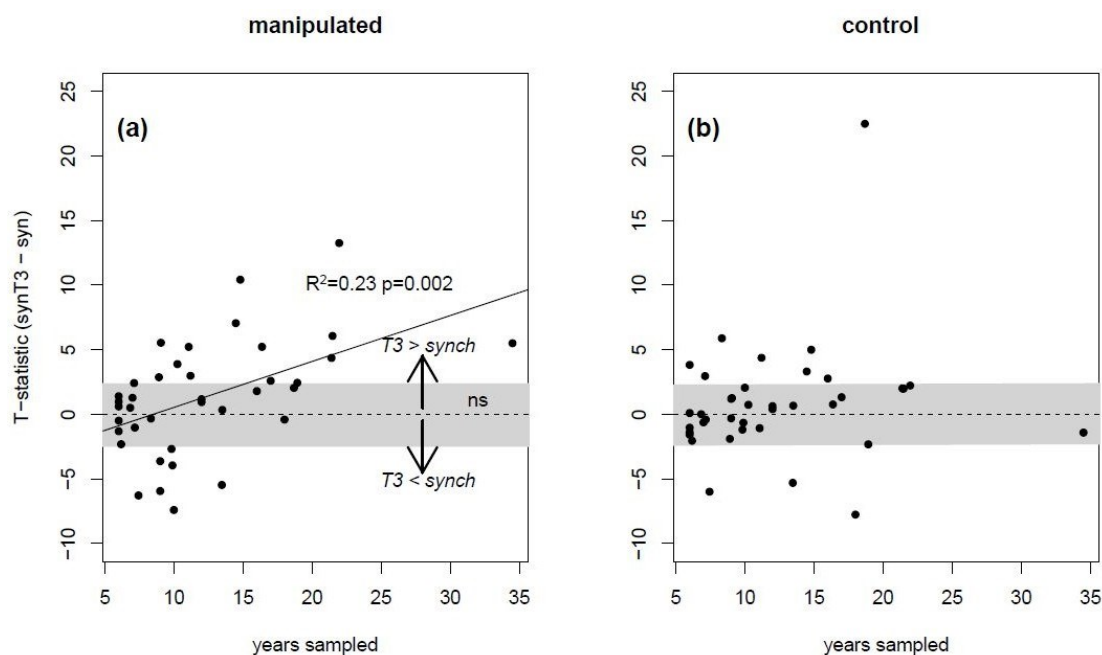 manipulated
control
(a)
(b)
T−statistic (synT3 − syn)
25
20
15
10
5
0
−5
−10
R²=0.23 p=0.002
T3 > synch
ns
T3 < synch
5 10 15 20 25 30 35
years sampled
25
20
15
10
5
0
−5
−10
5 10 15 20 25 30 35
years sampled